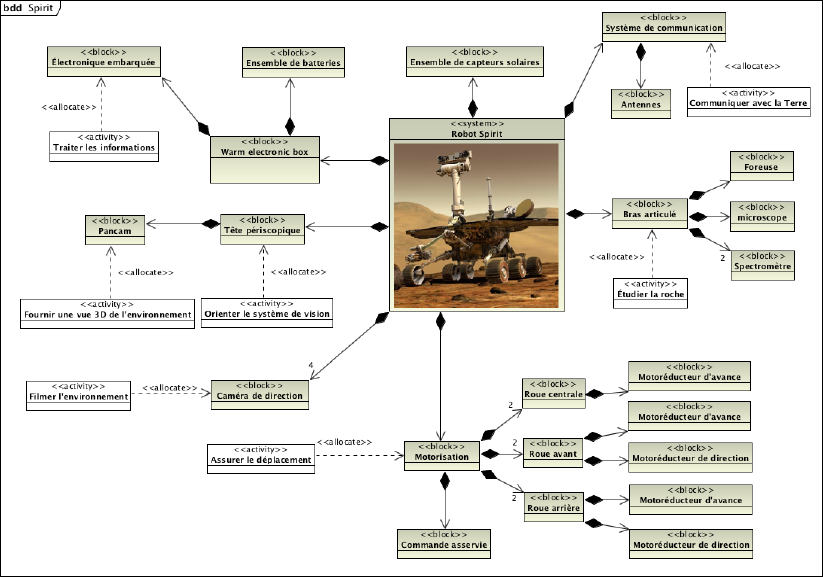 bdd Spirit
<<block>>
Électronique embarquée
<<block>>
Ensemble de batteries
<<block>>
Ensemble de capteurs solaires
<<block>>
Système de communication
<<allocate>>
<<allocate>>
<<block>>
Antennes
<<activity>>
Communiquer avec la Terre
<<activity>>
Traiter les informations
<<block>>
Warm electronic box
<<system>>
Robot Spirit
<<block>>
Foreuse
<<block>>
Pancam
<<block>>
Tête périscopique
<<block>>
Bras articulé
<<block>>
microscope
<<allocate>>
<<allocate>>
<<allocate>>
2
<<block>>
Spectromètre
<<activity>>
Fournir une vue 3D de l'environnement
<<activity>>
Orienter le système de vision
<<activity>>
Étudier la roche
4
<<activity>>
Filmer l'environnement
<<allocate>>
<<block>>
Caméra de direction
<<block>>
Roue centrale
2
<<block>>
Motoréducteur d'avance
<<block>>
Motoréducteur d'avance
<<activity>>
Assurer le déplacement
<<allocate>>
<<block>>
Motorisation
2
<<block>>
Roue avant
<<block>>
Motoréducteur de direction
2
<<block>>
Roue arrière
<<block>>
Motoréducteur d'avance
<<block>>
Commande asservie
<<block>>
Motoréducteur de direction